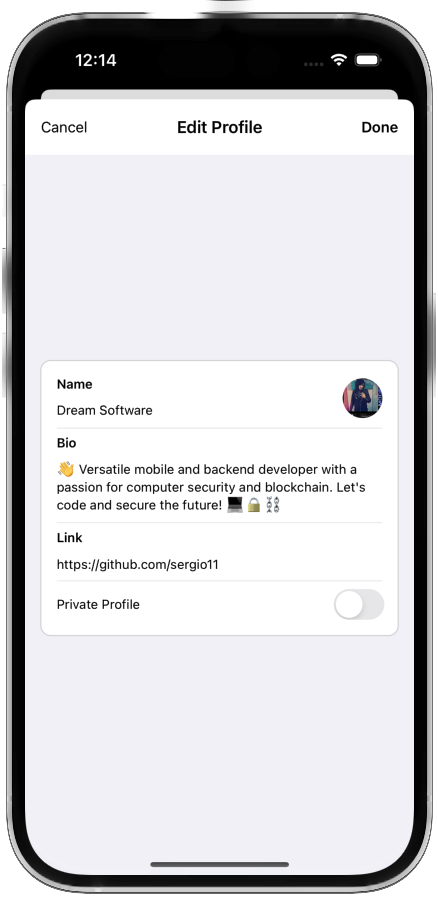 12:14
Cancel Edit Profile Done
Name
Dream Software
Bio
👋 Versatile mobile and backend developer with a
passion for computer security and blockchain. Let's
code and secure the future! 💻 🔒 ⛓️
Link
https://github.com/sergio11
Private Profile